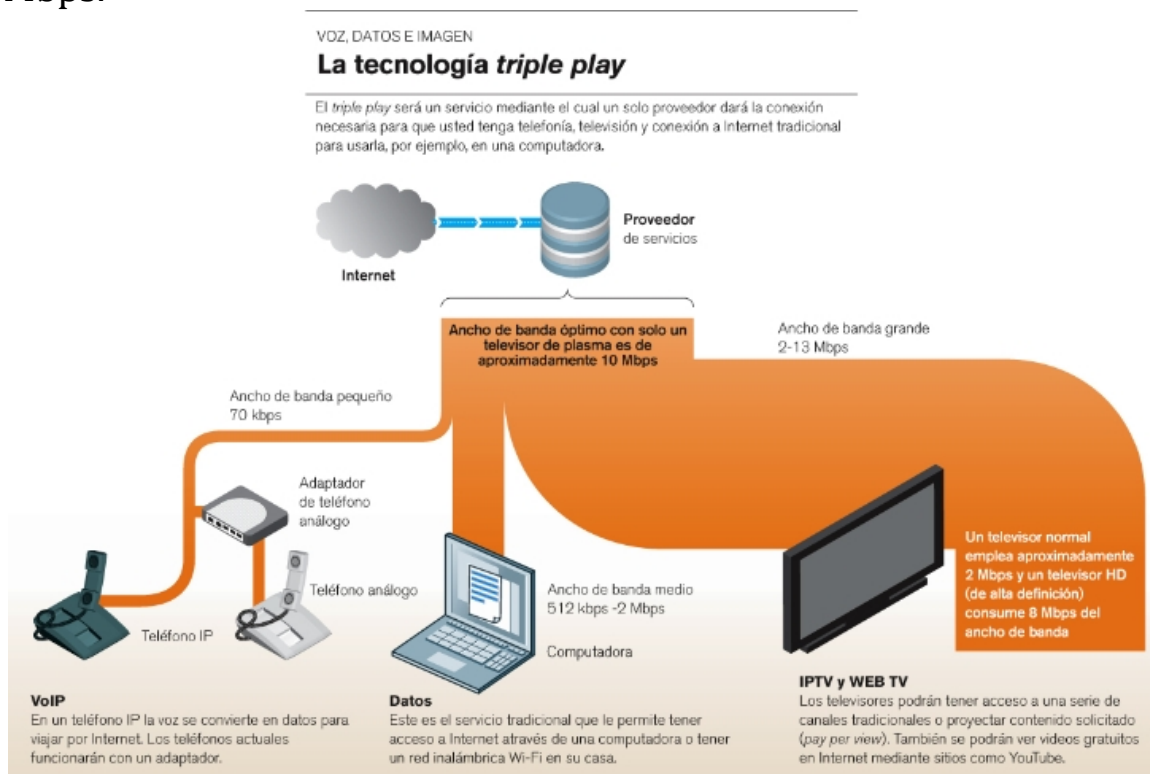 Mbps.
VOZ, DATOS E IMAGEN
La tecnología triple play
El triple play será un servicio mediante el cual un solo proveedor dará la conexión
necesaria para que usted tenga telefonía, televisión y conexión a Internet tradicional
para usarla, por ejemplo, en una computadora.
Internet
Proveedor
de servicios
Ancho de banda óptimo con solo un
televisor de plasma es de
aproximadamente 10 Mbps
Ancho de banda grande
2-13 Mbps
Ancho de banda pequeño
70 kbps
Adaptador
de teléfono
análogo
Teléfono análogo
Teléfono IP
Ancho de banda medio
512 kbps -2 Mbps
Computadora
Un televisor normal
emplea aproximadamente
2 Mbps y un televisor HD
(de alta definición)
consume 8 Mbps del
ancho de banda
VoIP
En un teléfono IP la voz se convierte en datos para
viajar por Internet. Los teléfonos actuales
funcionarán con un adaptador.
Datos
Este es el servicio tradicional que le permite tener
acceso a Internet através de una computadora o tener
un red inalámbrica Wi-Fi en su casa.
IPTV y WEB TV
Los televisores podrán tener acceso a una serie de
canales tradicionales o proyectar contenido solicitado
(pay per view). También se podrán ver videos gratuitos
en Internet mediante sitios como YouTube.